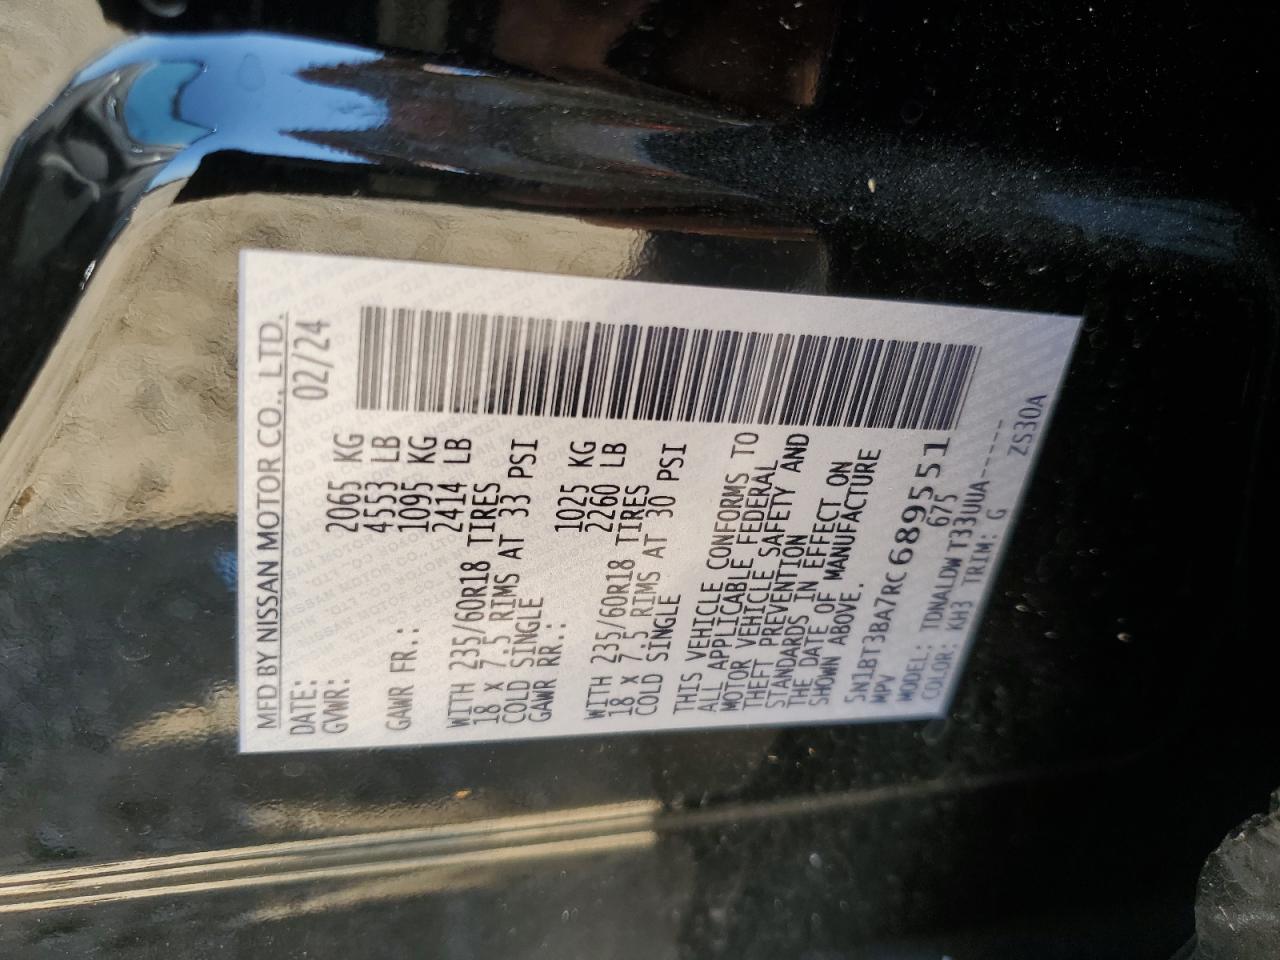 MFD BY NISSAN MOTOR CO., LTD.
DATE: 02/24
GVWR: 2065 KG
4553 LB
GAWR FR.: 1095 KG
2414 LB
WITH 235/60R18 TIRES
18 x 7.5 RIMS AT 33 PSI
COLD SINGLE
GAWR RR.: 1025 KG
2260 LB
WITH 235/60R18 TIRES
18 x 7.5 RIMS AT 30 PSI
COLD SINGLE
THIS VEHICLE CONFORMS TO
ALL APPLICABLE FEDERAL
MOTOR VEHICLE SAFETY AND
THEFT PREVENTION
STANDARDS IN EFFECT ON
THE DATE OF MANUFACTURE
SHOWN ABOVE.
5N1BT3BA7RC689551
MPV 675
MODEL: TDNALDWT33UUA-----
COLOR: KH3 TRIM: G ZS30A